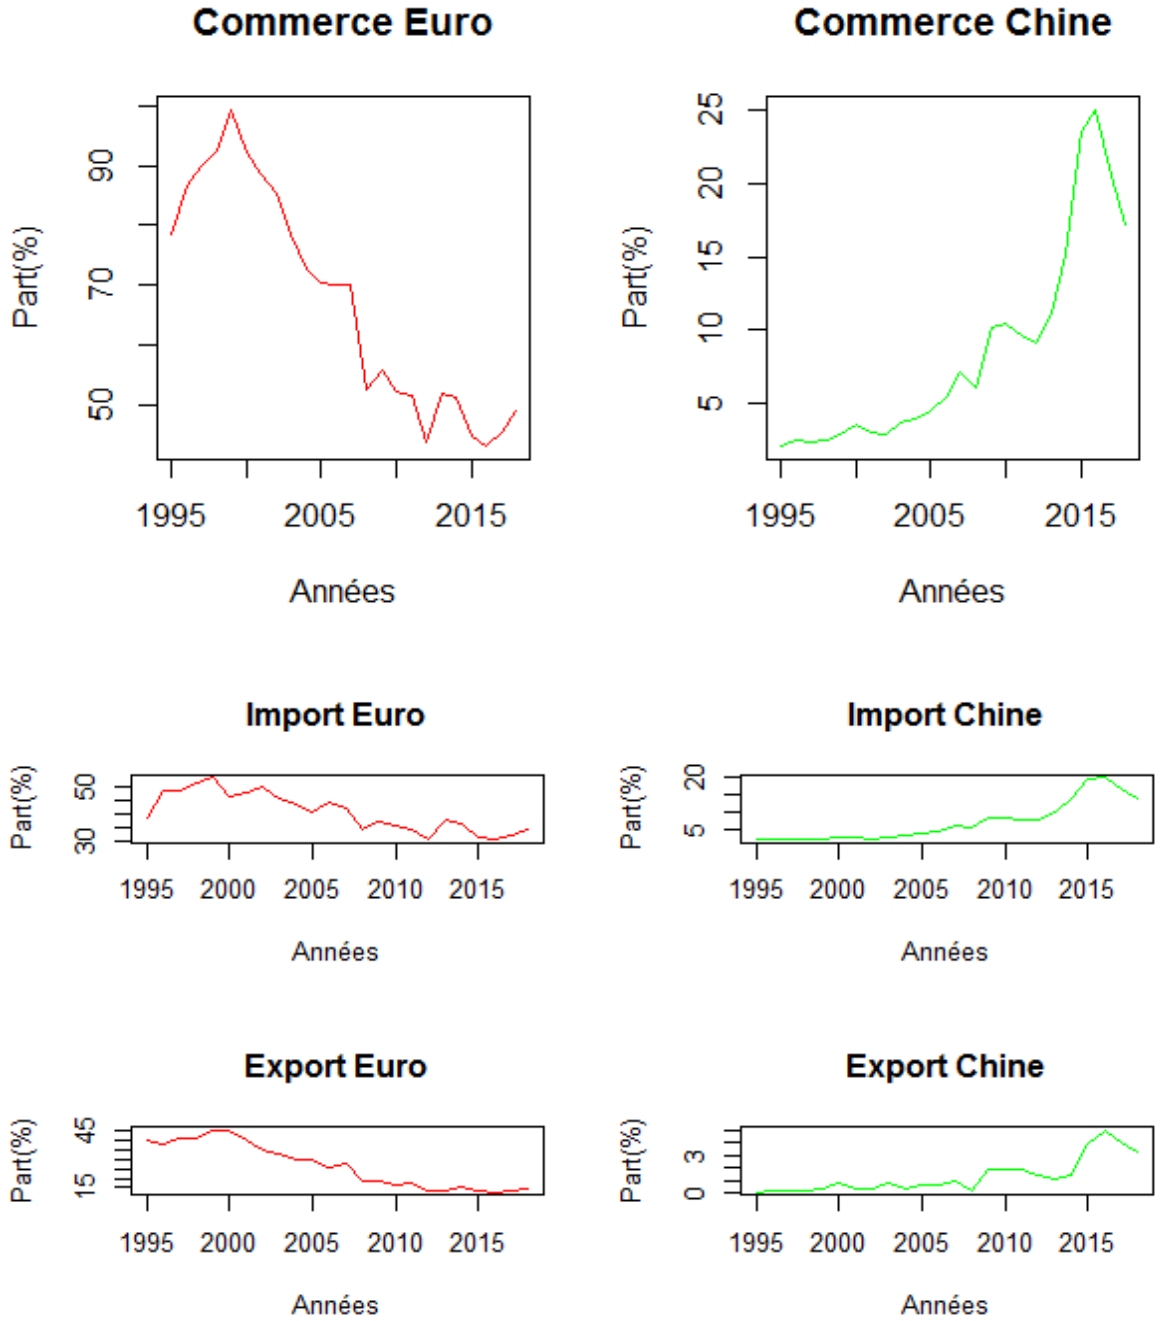 Commerce Euro
Part(%)
90
70
50
1995 2005 2015
Années
Commerce Chine
Part(%)
25
20
15
10
5
1995 2005 2015
Années
Import Euro
Part(%)
50
30
1995 2000 2005 2010 2015
Années
Import Chine
Part(%)
20
5
1995 2000 2005 2010 2015
Années
Export Euro
Part(%)
45
15
1995 2000 2005 2010 2015
Années
Export Chine
Part(%)
3
0
1995 2000 2005 2010 2015
Années